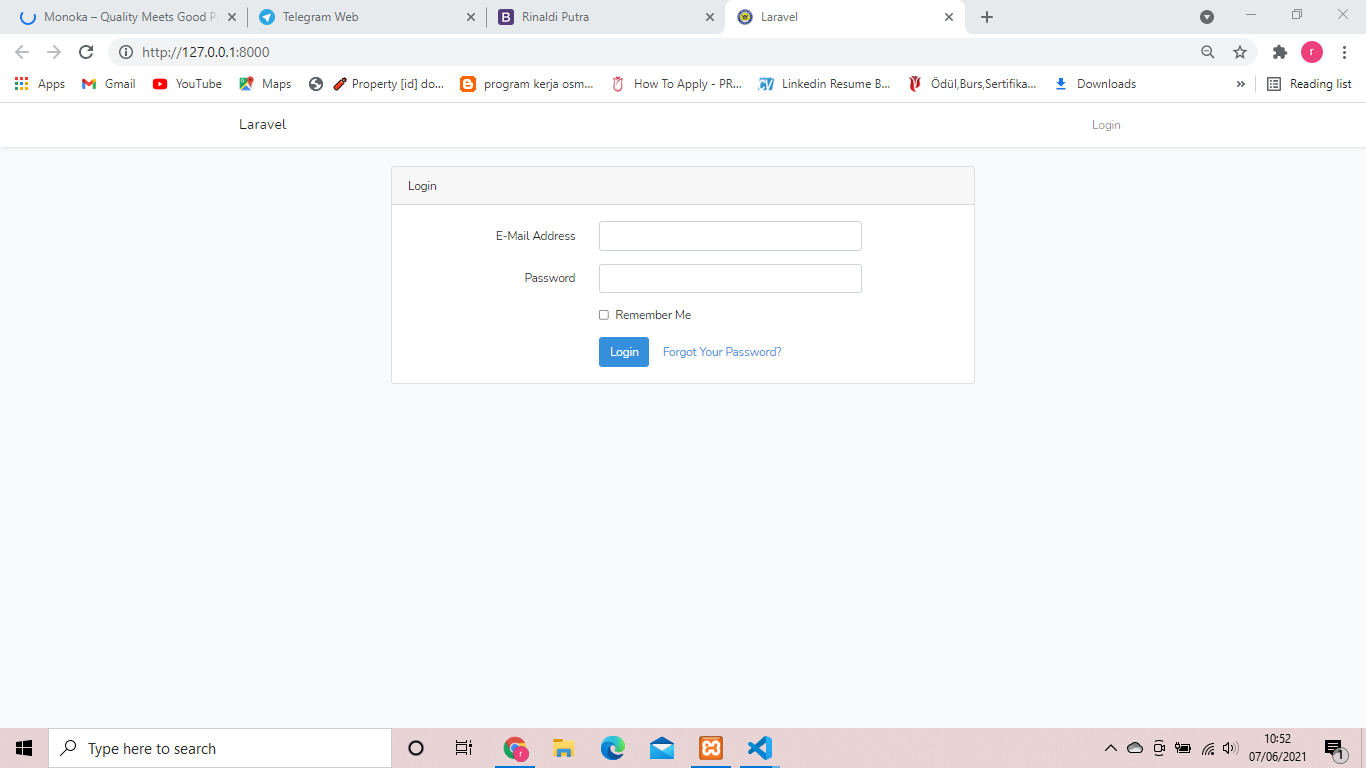 Monoka – Quality Meets Good P
Telegram Web
Rinaldi Putra
Laravel
http://127.0.0.1:8000
r
Apps
Gmail
YouTube
Maps
Property [id] do...
program kerja osm...
How To Apply - PR...
Linkedin Resume B...
Ödül,Burs,Sertifika...
Downloads
»
Reading list
Laravel
Login
Login
E-Mail Address
Password
Remember Me
Login
Forgot Your Password?
Type here to search
r
10:52
07/06/2021
1